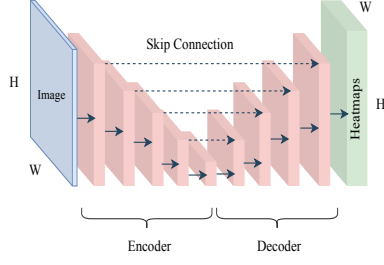 W
Skip Connection
H
Image
Heatmaps
H
W
Encoder
Decoder